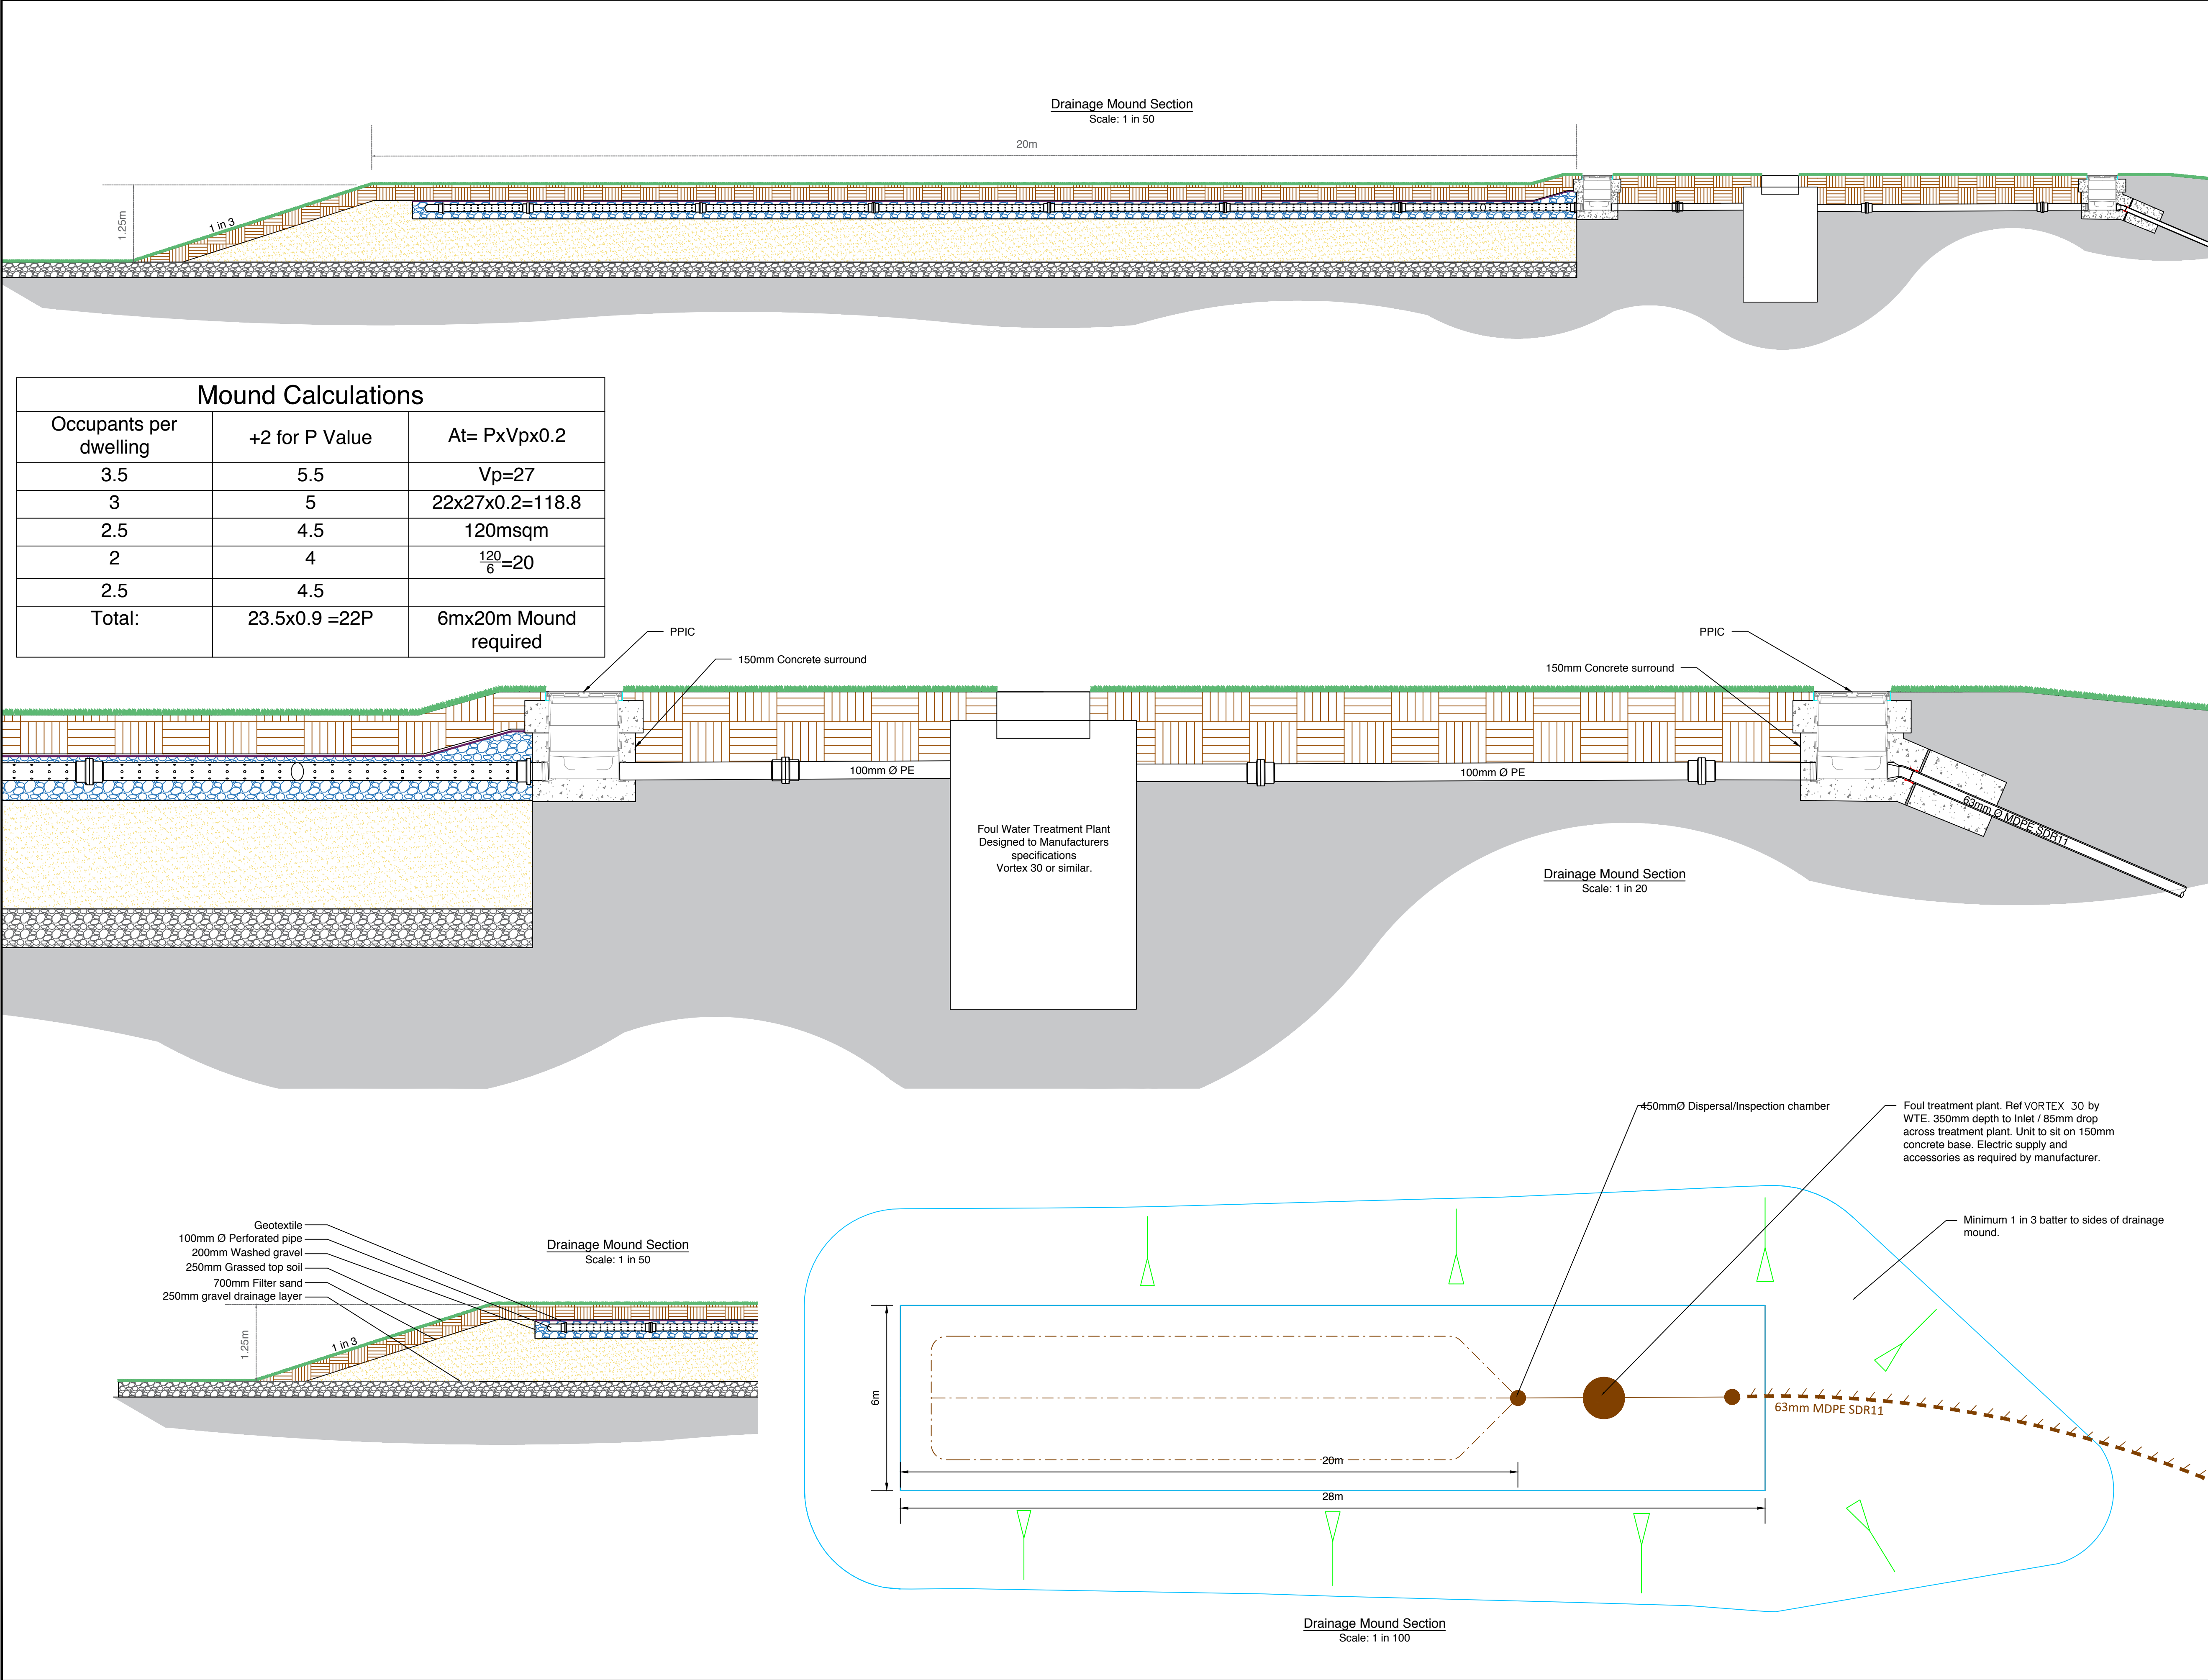 Drainage Mound Section
Scale: 1 in 50
20m
1.25m
1 in 3
Mound Calculations
Occupants per
dwelling
+2 for P Value
At= PxVpx0.2
3.5
5.5
Vp=27
3
5
22x27x0.2=118.8
2.5
4.5
120msqm
2
4
120
6 =20
2.5
4.5
Total:
23.5x0.9 =22P
6mx20m Mound
required
PPIC
150mm Concrete surround
PPIC
150mm Concrete surround
100mm Ø PE
100mm Ø PE
63mm Ø MDPE SDR11
Foul Water Treatment Plant
Designed to Manufacturers
specifications
Vortex 30 or similar.
Drainage Mound Section
Scale: 1 in 20
Geotextile
100mm Ø Perforated pipe
200mm Washed gravel
250mm Grassed top soil
700mm Filter sand
250mm gravel drainage layer
1.25m
1 in 3
Drainage Mound Section
Scale: 1 in 50
450mmØ Dispersal/Inspection chamber
Foul treatment plant. Ref VORTEX 30 by
WTE. 350mm depth to Inlet / 85mm drop
across treatment plant. Unit to sit on 150mm
concrete base. Electric supply and
accessories as required by manufacturer.
Minimum 1 in 3 batter to sides of drainage
mound.
6m
63mm MDPE SDR11
20m
28m
Drainage Mound Section
Scale: 1 in 100